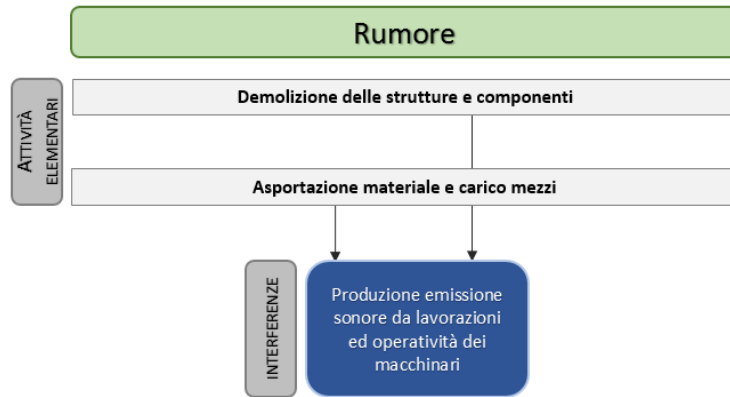 Rumore
Demolizione delle strutture e componenti
ATTIVITÀ
ELEMENTARI
Asportazione materiale e carico mezzi
INTERFERENZE
Produzione emissione
sonore da lavorazioni
ed operatività dei
macchinari